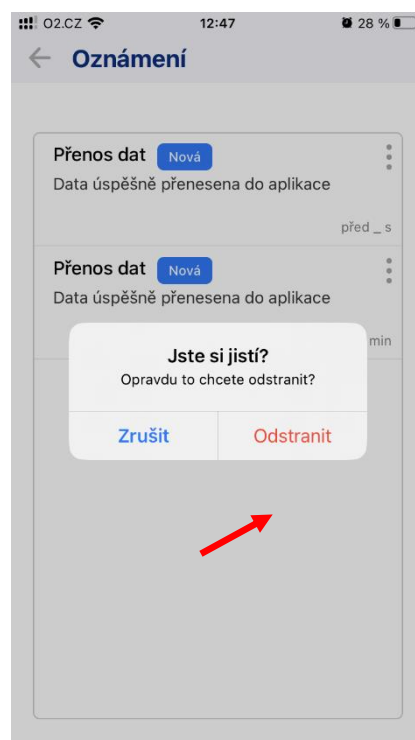 O2.CZ 12:47 28 %
Oznámení
Přenos dat Nová
Data úspěšně přenesena do aplikace
před _ s
Přenos dat Nová
Data úspěšně přenesena do aplikace
min
Jste si jistí?
Opravdu to chcete odstranit?
Zrušit Odstranit